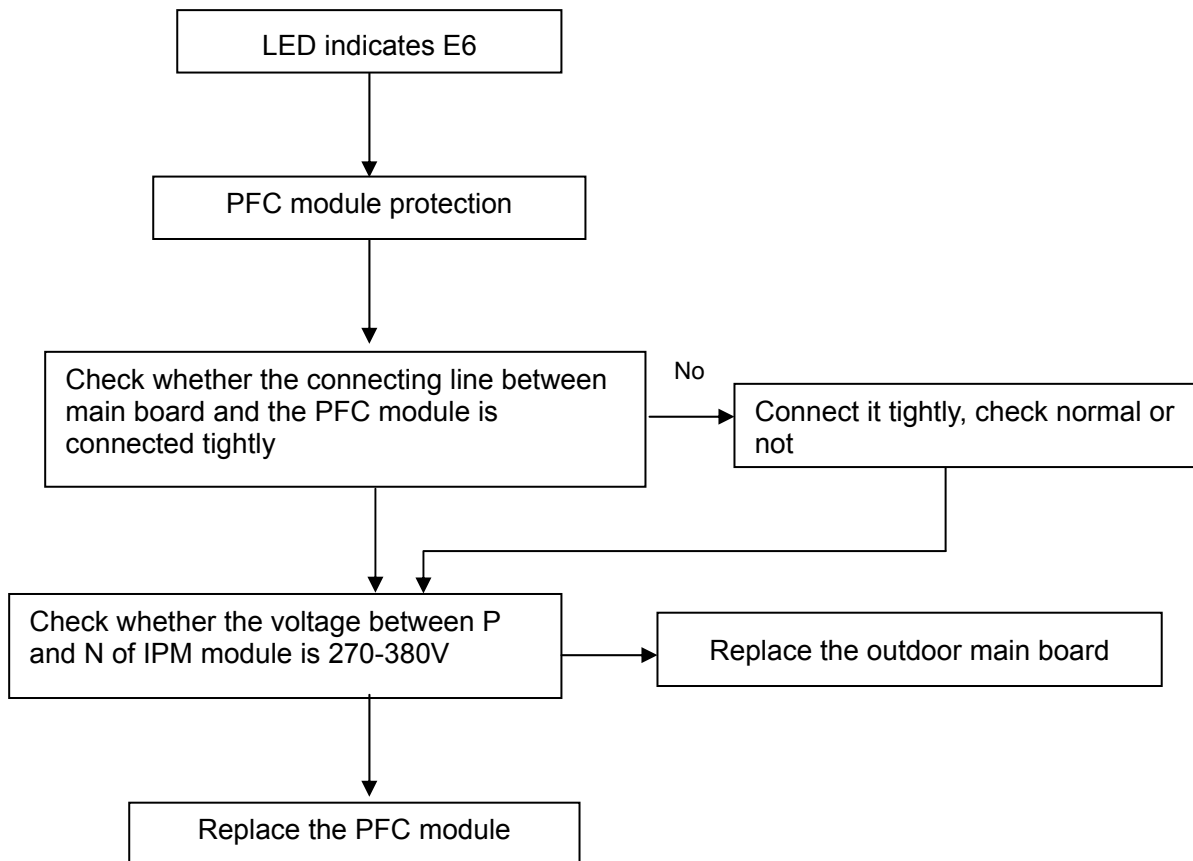 LED indicates E6
PFC module protection
Check whether the connecting line between
main board and the PFC module is
connected tightly
No
Connect it tightly, check normal or
not
Check whether the voltage between P
and N of IPM module is 270-380V
Replace the outdoor main board
Replace the PFC module